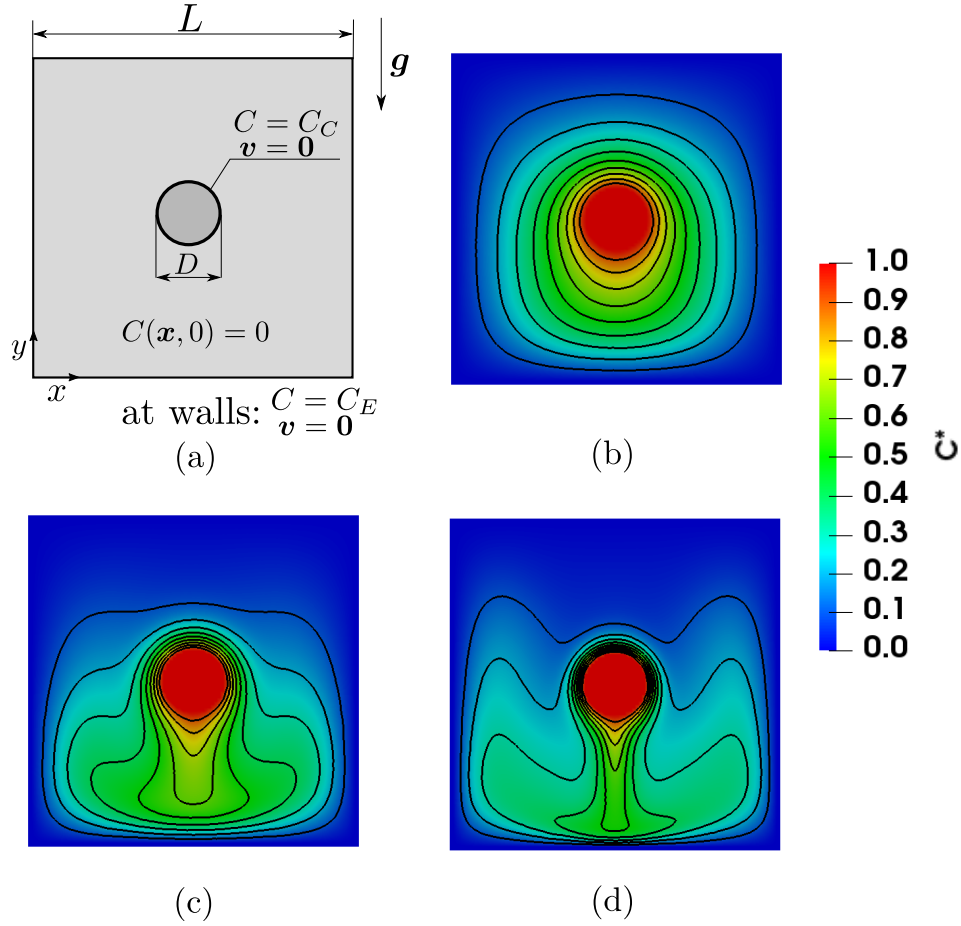 L
g
C = C_C
v = 0
D
C(x, 0) = 0
y
x
at walls: C = C_E
v = 0
(a)
(b)
1.0
0.9
0.8
0.7
0.6
0.5
0.4
0.3
0.2
0.1
0.0
C*
(c)
(d)